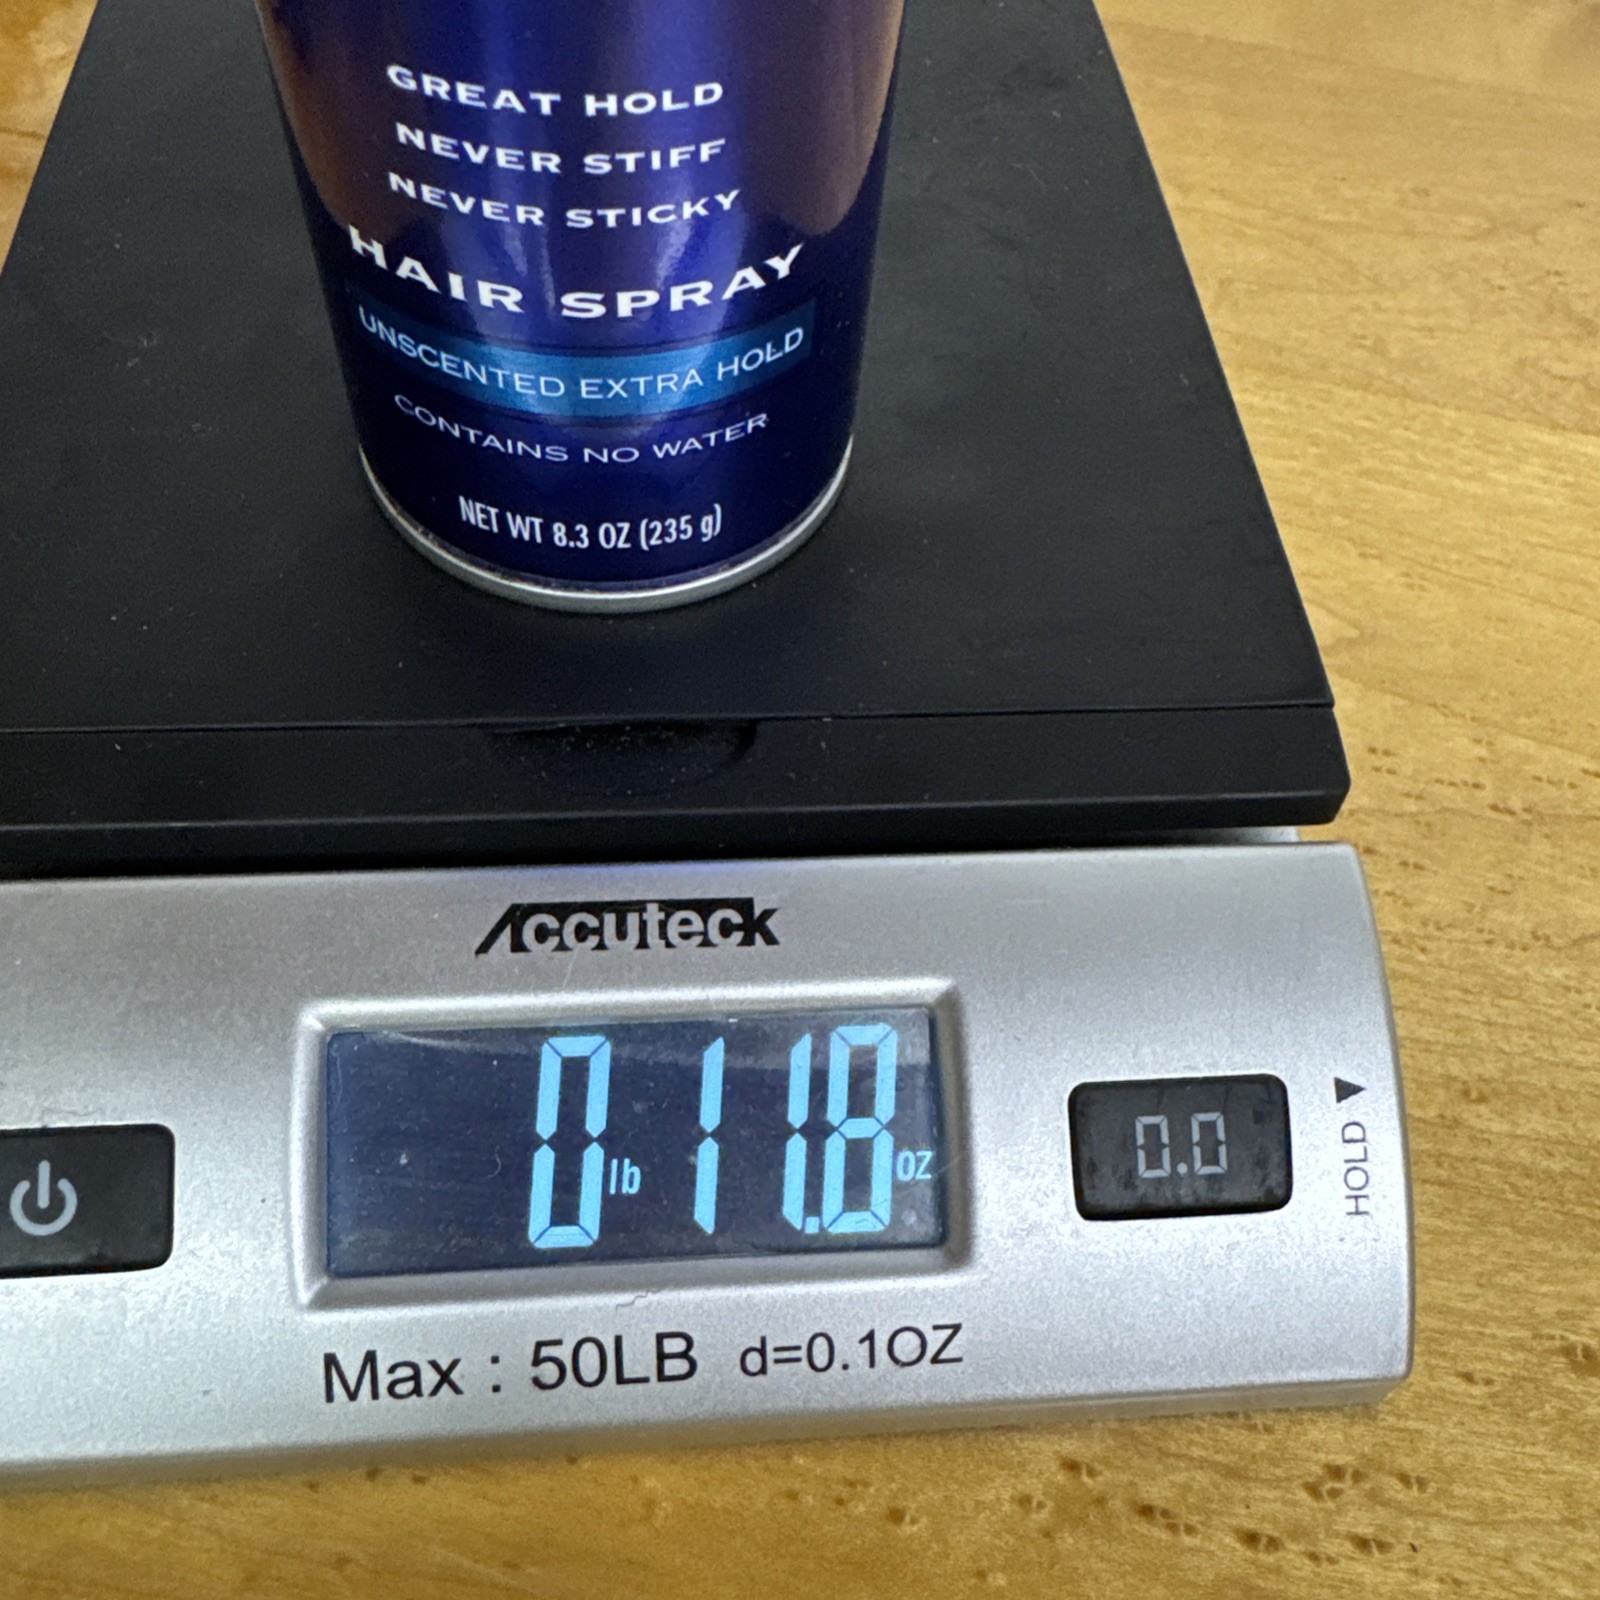 GREAT HOLD
NEVER STIFF
NEVER STICKY
HAIR SPRAY
UNSCENTED EXTRA HOLD
CONTAINS NO WATER
NET WT 8.3 OZ (235 g)
Accuteck
0 lb 11.8 oz
0.0
HOLD
Max : 50LB d=0.1OZ